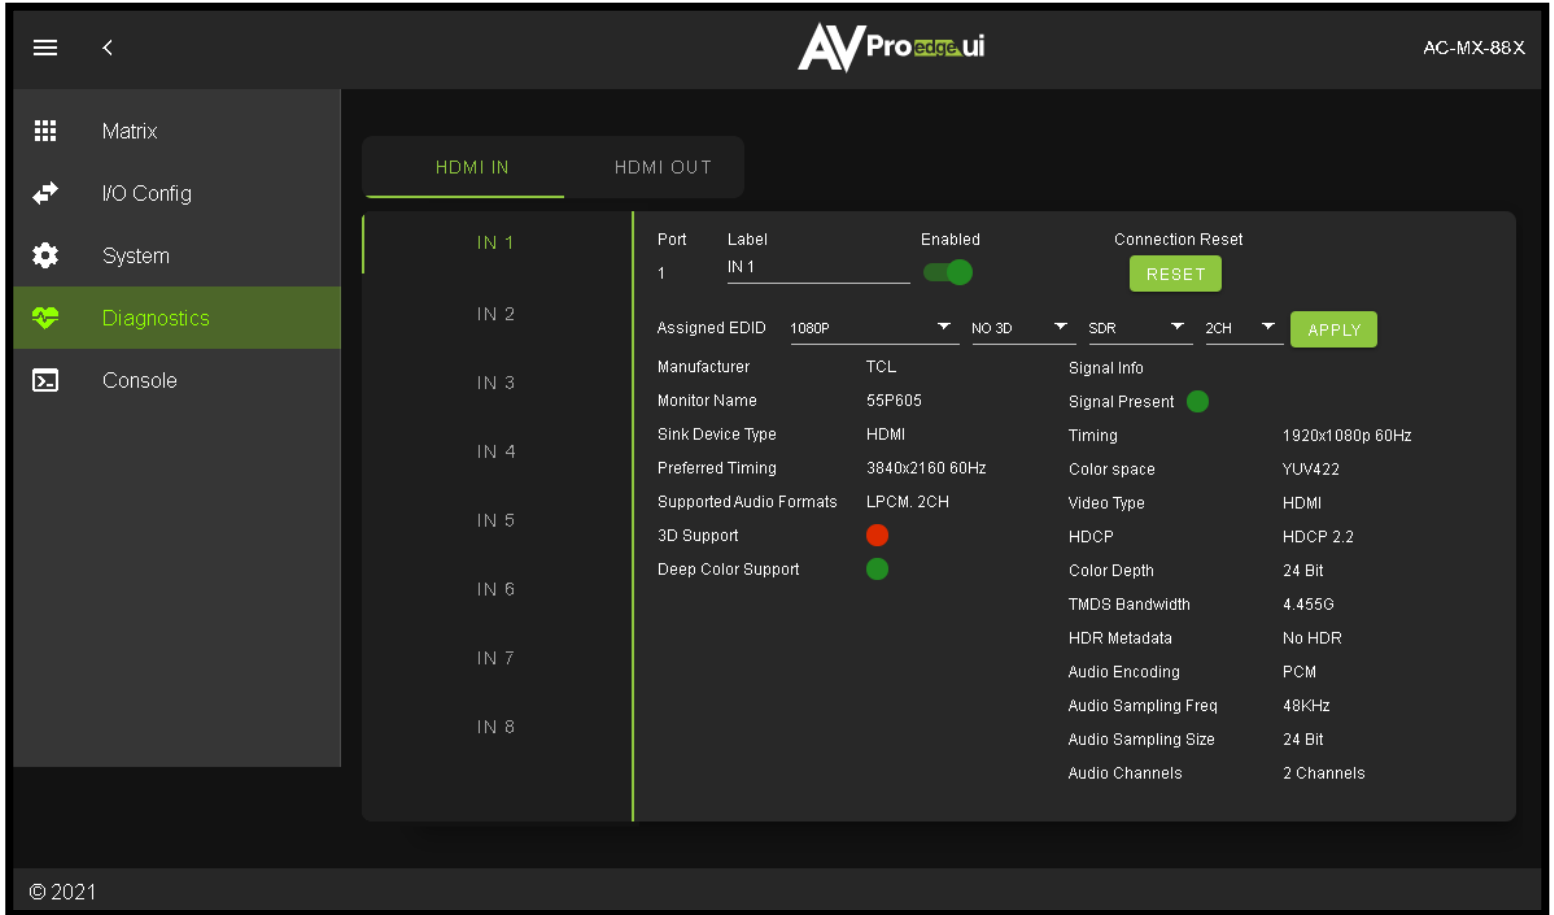 AVPro edge.ui
AC-MX-88X
Matrix
I/O Config
System
Diagnostics
Console
HDMI IN HDMI OUT
IN 1
IN 2
IN 3
IN 4
IN 5
IN 6
IN 7
IN 8
Port Label Enabled Connection Reset
1 IN 1 RESET
Assigned EDID 1080P NO 3D SDR 2CH APPLY
Manufacturer TCL
Monitor Name 55P605
Sink Device Type HDMI
Preferred Timing 3840x2160 60Hz
Supported Audio Formats LPCM. 2CH
3D Support
Deep Color Support
Signal Info
Signal Present
Timing 1920x1080p 60Hz
Color space YUV422
Video Type HDMI
HDCP HDCP 2.2
Color Depth 24 Bit
TMDS Bandwidth 4.455G
HDR Metadata No HDR
Audio Encoding PCM
Audio Sampling Freq 48KHz
Audio Sampling Size 24 Bit
Audio Channels 2 Channels
© 2021